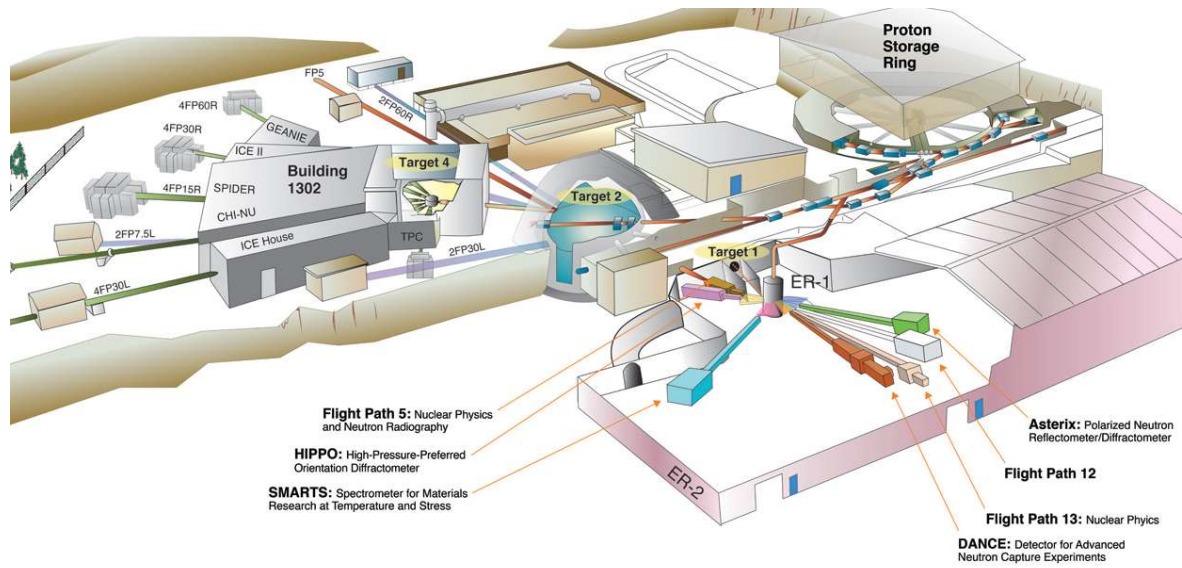 Proton
Storage
Ring
FP5
2FP60R
4FP60R
GEANIE
4FP30R
ICE II
Target 4
Building
1302
4FP15R
SPIDER
CHI-NU
Target 2
2FP7.5L
ICE House
TPC
2FP30L
4FP30L
Target 1
ER-1
ER-2
Flight Path 5: Nuclear Physics
and Neutron Radiography
HIPPO: High-Pressure-Preferred
Orientation Diffractometer
SMARTS: Spectrometer for Materials
Research at Temperature and Stress
Asterix: Polarized Neutron
Reflectometer/Diffractometer
Flight Path 12
Flight Path 13: Nuclear Phyics
DANCE: Detector for Advanced
Neutron Capture Experiments